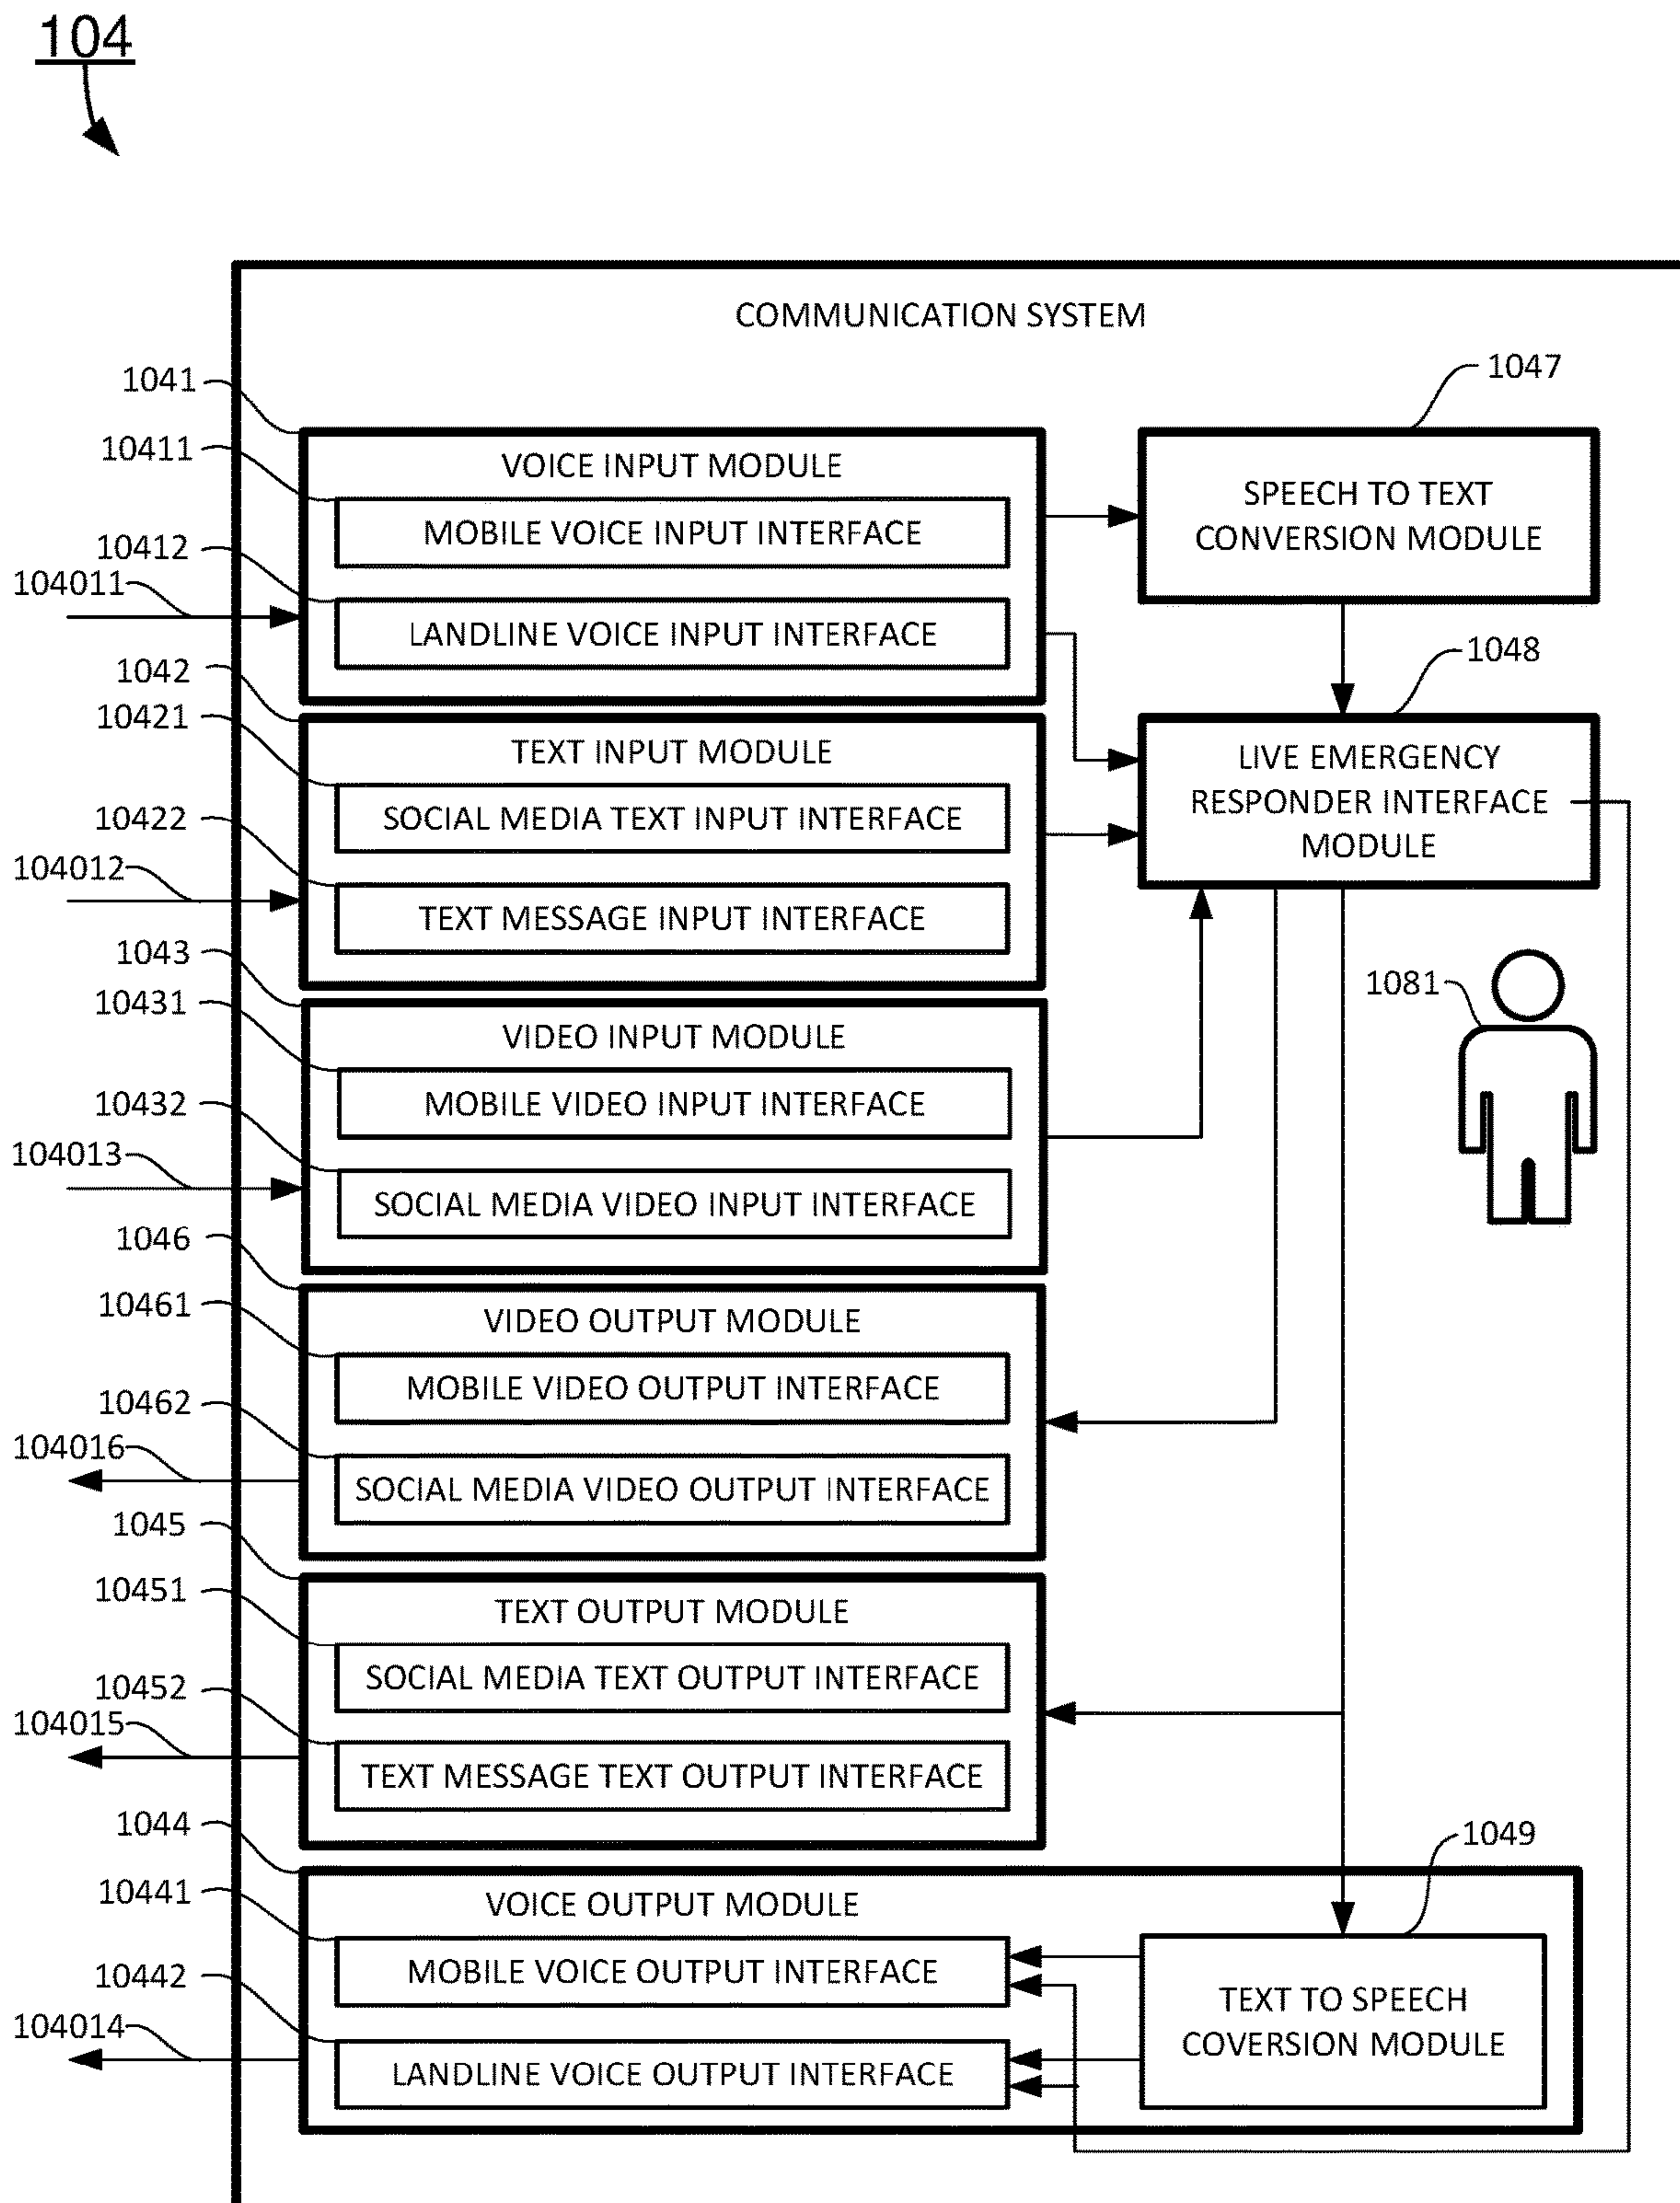 104
COMMUNICATION SYSTEM
1041
1047
10411
VOICE INPUT MODULE
MOBILE VOICE INPUT INTERFACE
SPEECH TO TEXT
CONVERSION MODULE
10412
104011
LANDLINE VOICE INPUT INTERFACE
1042
1048
10421
TEXT INPUT MODULE
SOCIAL MEDIA TEXT INPUT INTERFACE
LIVE EMERGENCY
RESPONDER INTERFACE
MODULE
10422
104012
TEXT MESSAGE INPUT INTERFACE
1043
1081
10431
VIDEO INPUT MODULE
MOBILE VIDEO INPUT INTERFACE
10432
104013
SOCIAL MEDIA VIDEO INPUT INTERFACE
1046
10461
VIDEO OUTPUT MODULE
MOBILE VIDEO OUTPUT INTERFACE
10462
104016
SOCIAL MEDIA VIDEO OUTPUT INTERFACE
1045
10451
TEXT OUTPUT MODULE
SOCIAL MEDIA TEXT OUTPUT INTERFACE
10452
104015
TEXT MESSAGE TEXT OUTPUT INTERFACE
1044
1049
10441
VOICE OUTPUT MODULE
MOBILE VOICE OUTPUT INTERFACE
10442
TEXT TO SPEECH
COVERSION MODULE
104014
LANDLINE VOICE OUTPUT INTERFACE